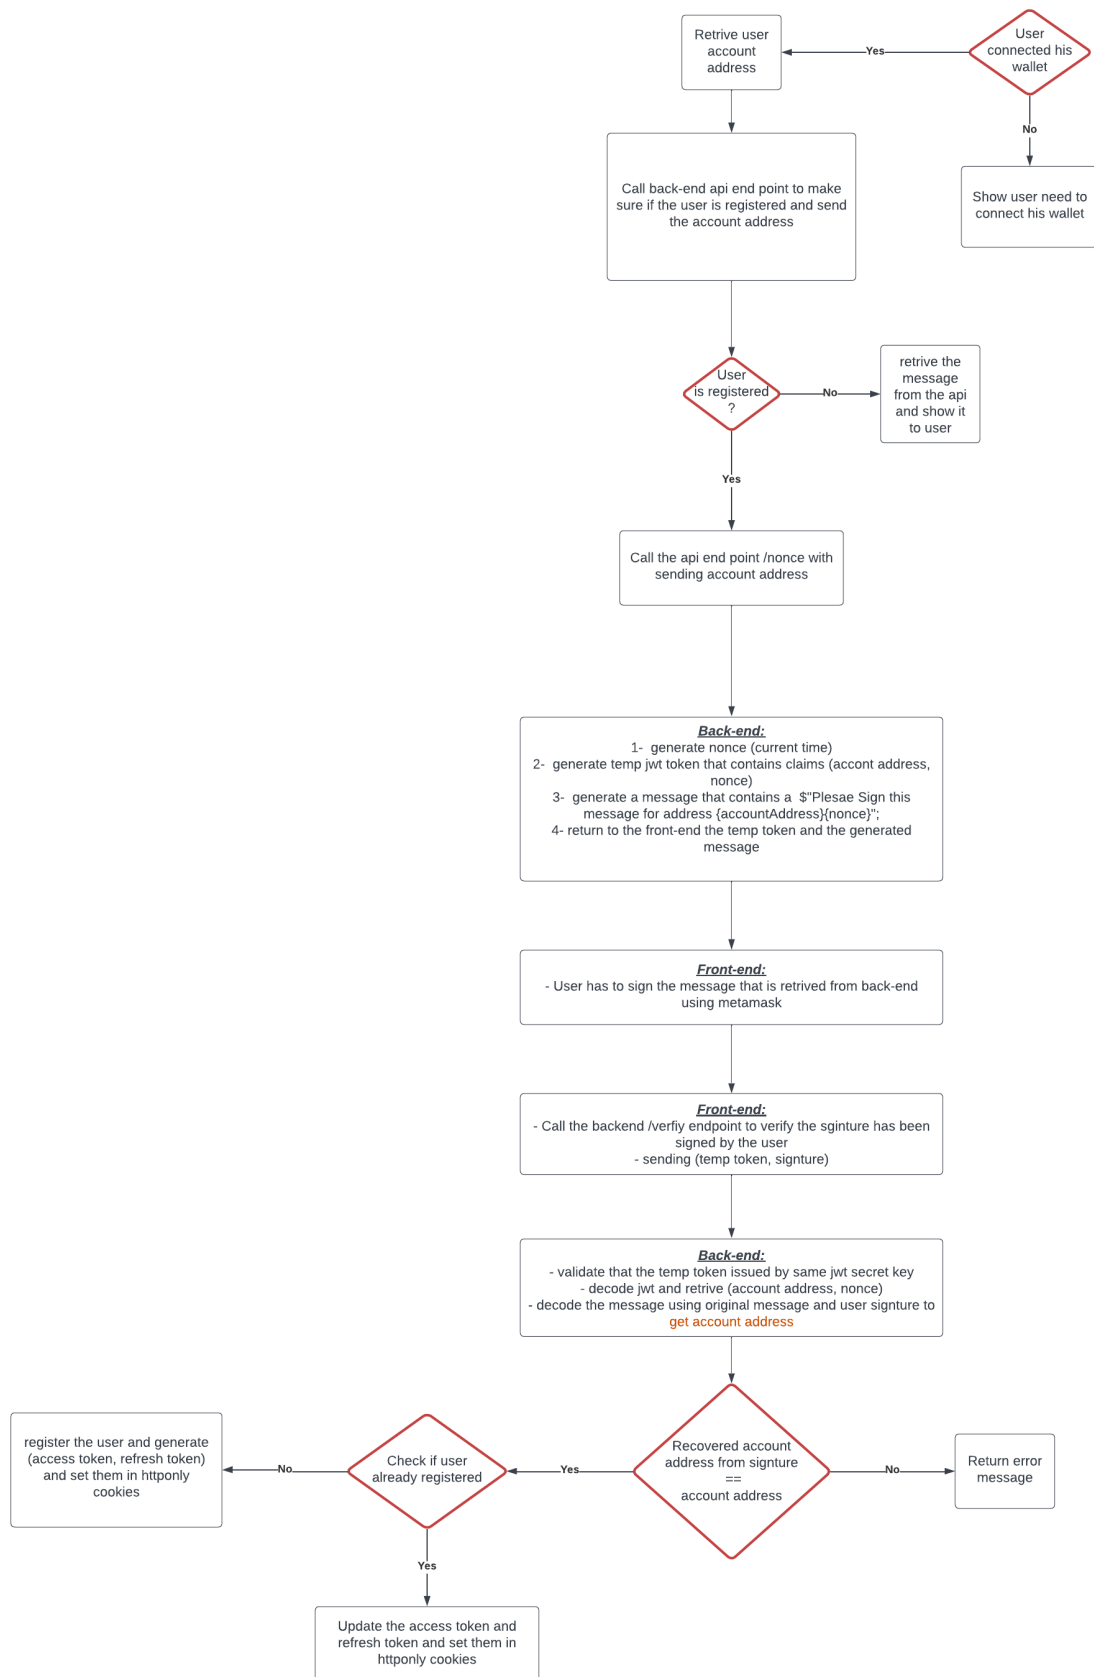 User
connected his
wallet
Yes
Retrive user
account
address
No
Show user need to
connect his wallet
Call back-end api end point to make
sure if the user is registered and send
the account address
User
is registered
?
No
retrive the
message
from the api
and show it
to user
Yes
Call the api end point /nonce with
sending account address
Back-end:
1-  generate nonce (current time)
2-  generate temp jwt token that contains claims (accont address,
nonce)
3-  generate a message that contains a  $"Plesae Sign this
message for address {accountAddress}{nonce}";
4- return to the front-end the temp token and the generated
message
Front-end:
- User has to sign the message that is retrived from back-end
using metamask
Front-end:
- Call the backend /verfiy endpoint to verify the sginture has been
signed by the user
- sending (temp token, signture)
Back-end:
- validate that the temp token issued by same jwt secret key
- decode jwt and retrive (account address, nonce)
- decode the message using original message and user signture to
get account address
Recovered account
address from signture
==
account address
No
Return error
message
Yes
Check if user
already registered
No
register the user and generate
(access token, refresh token)
and set them in httponly
cookies
Yes
Update the access token and
refresh token and set them in
httponly cookies